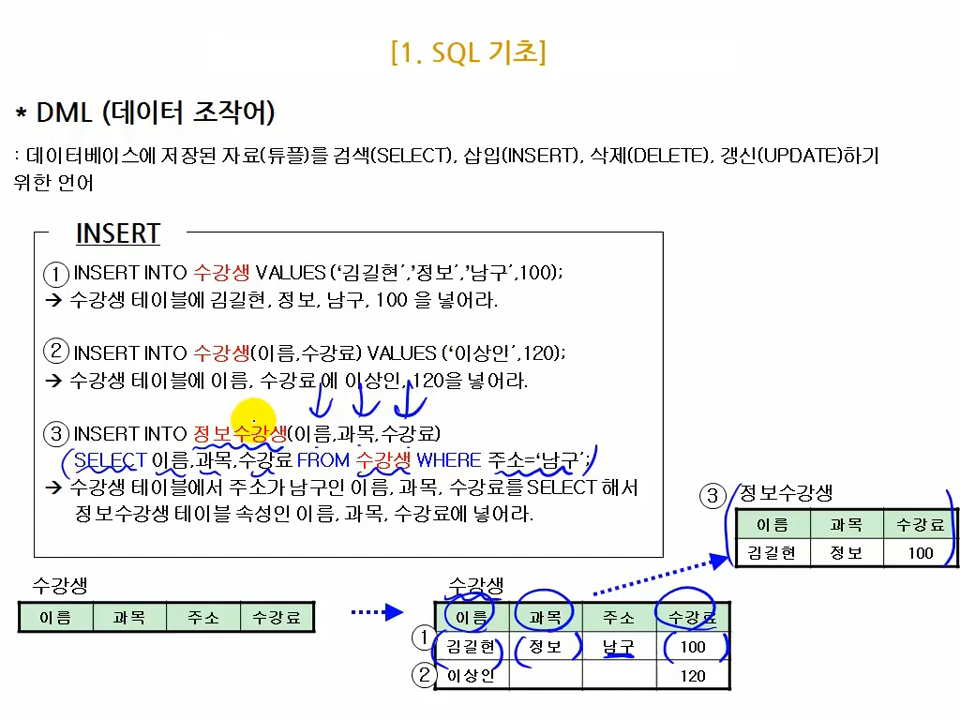 [1. SQL 기초]
* DML (데이터 조작어)
: 데이터베이스에 저장된 자료(튜플)를 검색(SELECT), 삽입(INSERT), 삭제(DELETE), 갱신(UPDATE)하기
위한 언어
INSERT
① INSERT INTO 수강생 VALUES (‘김길현’,’정보’,’남구’,100);
→ 수강생 테이블에 김길현, 정보, 남구, 100 을 넣어라.
② INSERT INTO 수강생(이름,수강료) VALUES (‘이상인’,120);
→ 수강생 테이블에 이름, 수강료 에 이상인, 120을 넣어라.
③ INSERT INTO 정보수강생(이름,과목,수강료)
SELECT 이름,과목,수강료 FROM 수강생 WHERE 주소=‘남구’;
→ 수강생 테이블에서 주소가 남구인 이름, 과목, 수강료를 SELECT 해서
정보수강생 테이블 속성인 이름, 과목, 수강료에 넣어라.
③ 정보수강생
이름 과목 수강료
김길현 정보 100
수강생
이름 과목 주소 수강료
수강생
이름 과목 주소 수강료
① 김길현 정보 남구 100
② 이상인 120